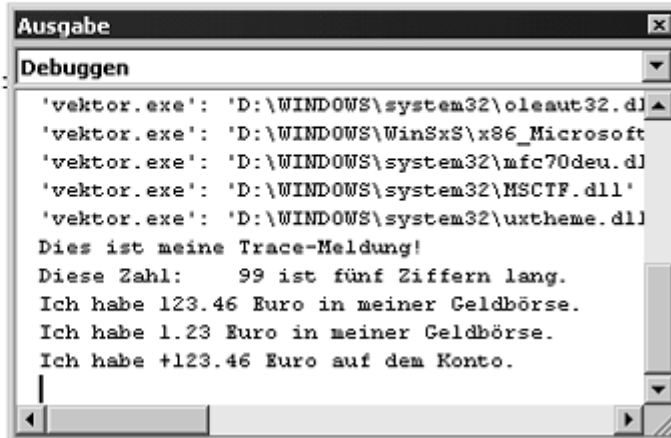 Ausgabe
Debuggen
'vektor.exe': 'D:\WINDOWS\system32\oleaut32.dl
'vektor.exe': 'D:\WINDOWS\WinSxS\x86_Microsoft
'vektor.exe': 'D:\WINDOWS\system32\mfc70deu.dl
'vektor.exe': 'D:\WINDOWS\system32\MSCTF.dll'
'vektor.exe': 'D:\WINDOWS\system32\uxtheme.dll
Dies ist meine Trace-Meldung!
Diese Zahl:    99 ist fünf Ziffern lang.
Ich habe 123.46 Euro in meiner Geldbörse.
Ich habe 1.23 Euro in meiner Geldbörse.
Ich habe +123.46 Euro auf dem Konto.